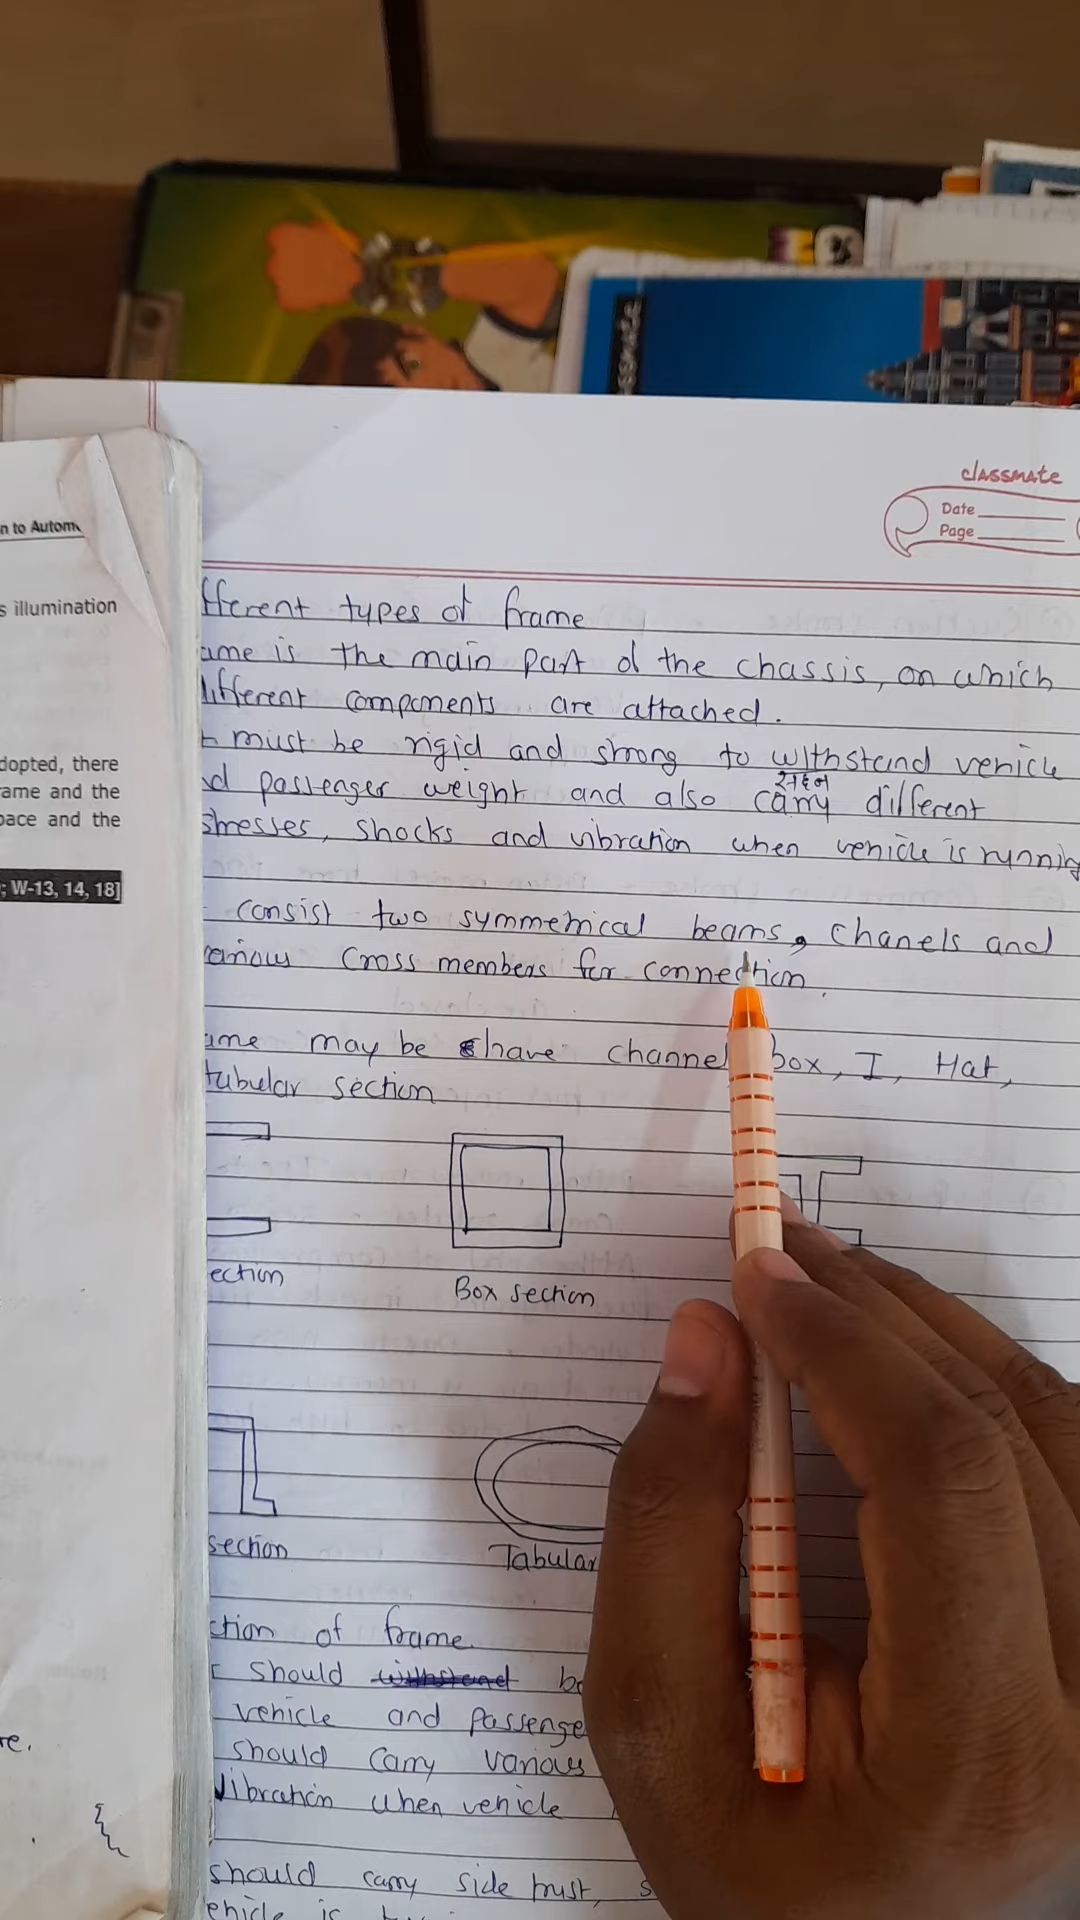 classmate
Date
Page
n to Autom
s illumination
dopted, there
ame and the
pace and the
; W-13, 14, 18]
re.
fferent types of frame
ame is the main part of the chassis, on which
different components are attached.
must be rigid and strong to withstand vehicle
सहन
d passenger weight and also carry different
stresses, shocks and vibration when vehicle is running
consist two symmetrical beams, chanels and
various cross members for connection.
ame may be have channel box, I, Hat,
tubular section
ection
Box section
section
Tabular
ction of frame
should withstand
vehicle and passenge
should carry various
vibration when vehicle
should carry side trust, s
ehicle is